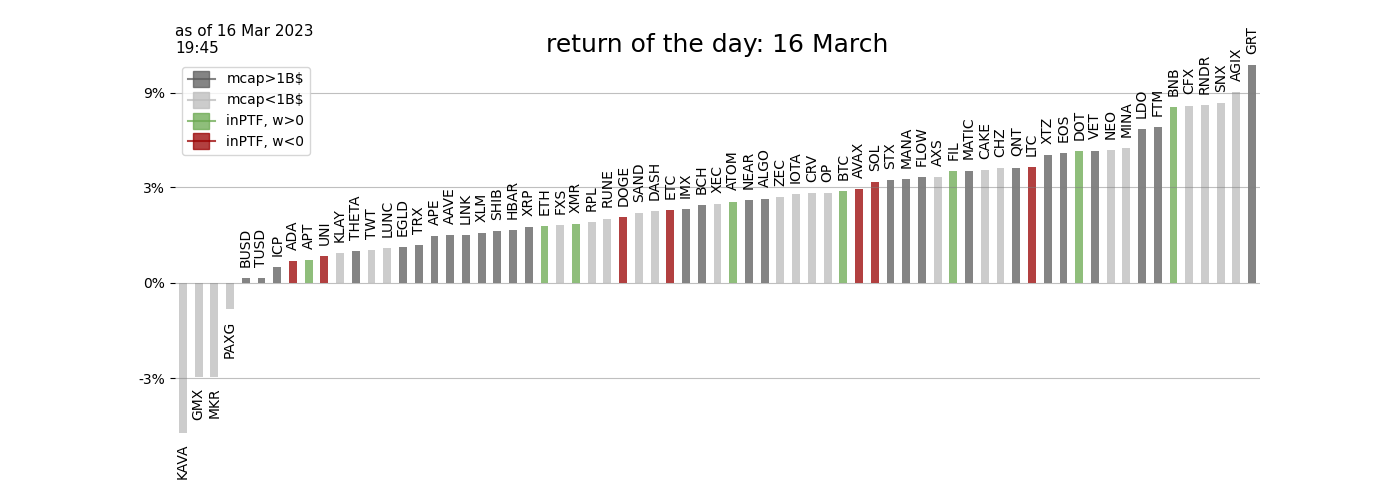 as of 16 Mar 2023
19:45
return of the day: 16 March
mcap>1B$
mcap<1B$
inPTF, w>0
inPTF, w<0
9%
3%
0%
-3%
KAVA
GMX
MKR
PAXG
BUSD
TUSD
ICP
ADA
APT
UNI
KLAY
THETA
TWT
LUNC
EGLD
TRX
APE
AAVE
LINK
XLM
SHIB
HBAR
XRP
ETH
FXS
XMR
RPL
RUNE
DOGE
SAND
DASH
ETC
IMX
BCH
XEC
ATOM
NEAR
ALGO
ZEC
IOTA
CRV
OP
BTC
AVAX
SOL
STX
MANA
FLOW
AXS
FIL
MATIC
CAKE
CHZ
QNT
LTC
XTZ
EOS
DOT
VET
NEO
MINA
LDO
FTM
BNB
CFX
RNDR
SNX
AGIX
GRT